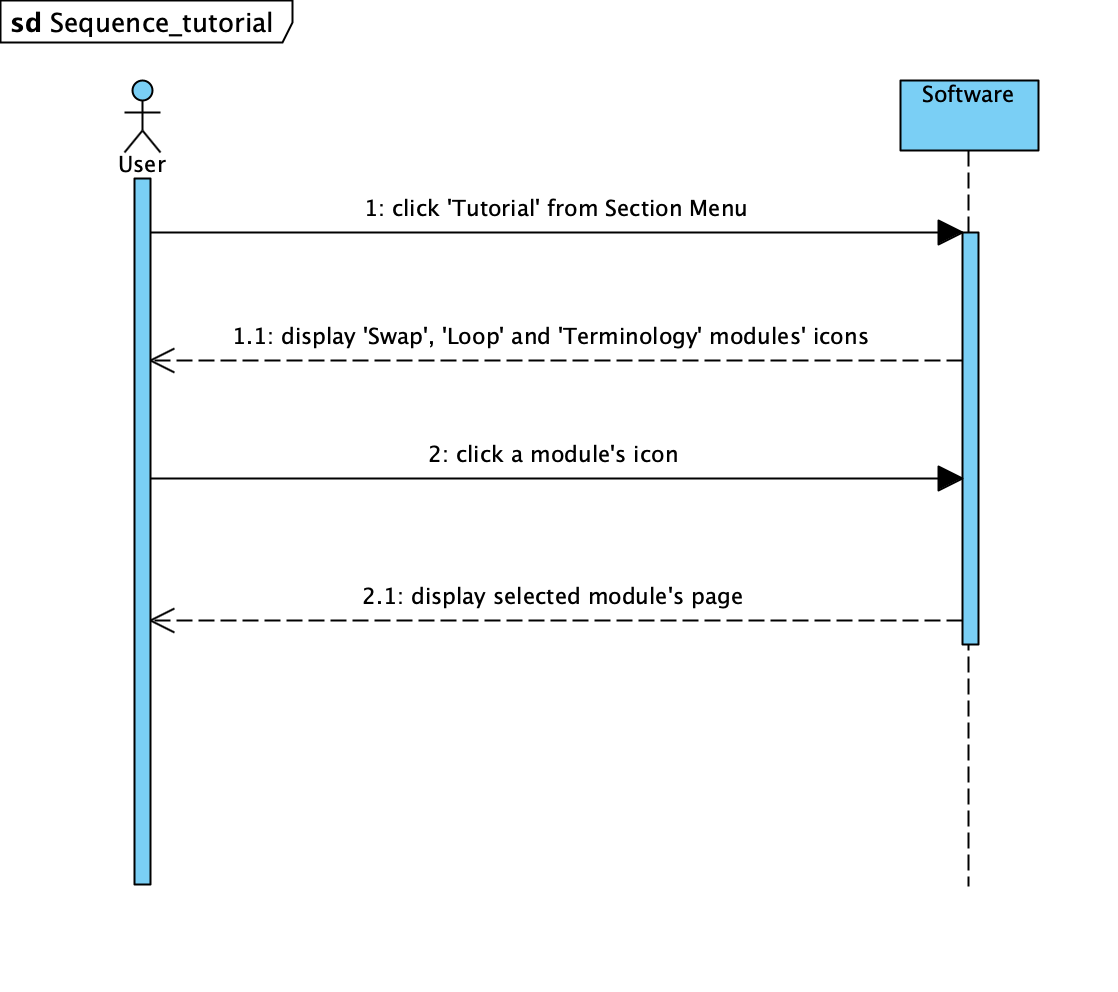 sd Sequence_tutorial
Software
User
1: click 'Tutorial' from Section Menu
1.1: display 'Swap', 'Loop' and 'Terminology' modules' icons
2: click a module's icon
2.1: display selected module's page